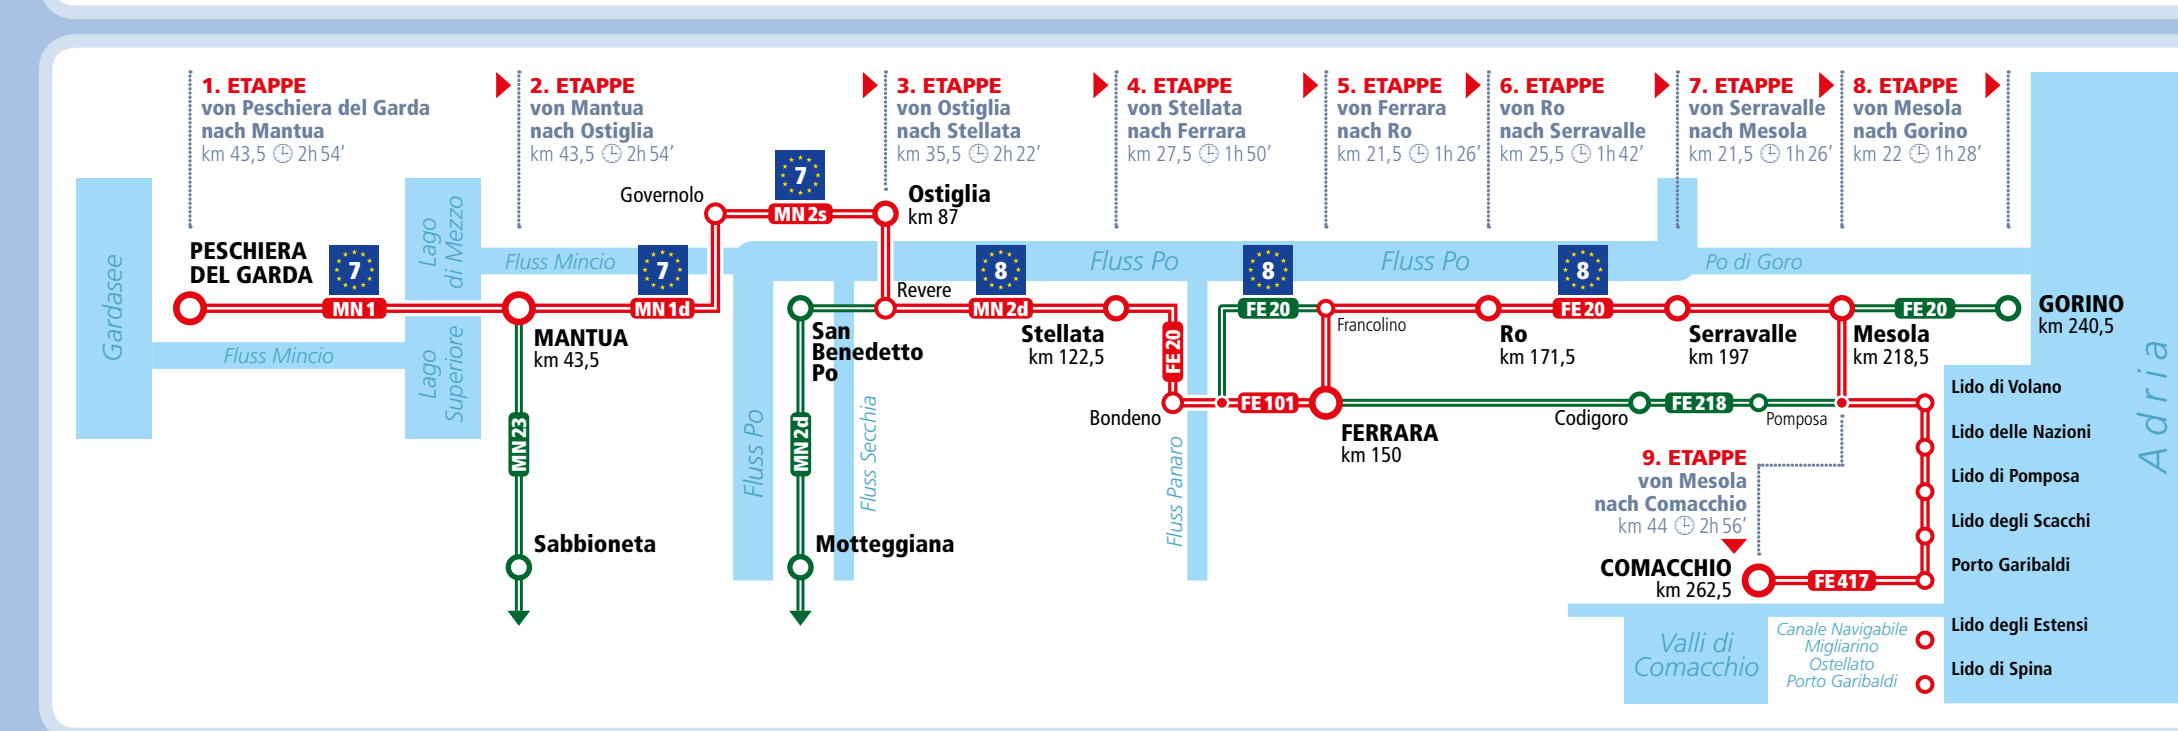 1. ETAPPE
von Peschiera del Garda
nach Mantua
km 43,5 2h 54’
2. ETAPPE
von Mantua
nach Ostiglia
km 43,5 2h 54’
3. ETAPPE
von Ostiglia
nach Stellata
km 35,5 2h 22’
4. ETAPPE
von Stellata
nach Ferrara
km 27,5 1h 50’
5. ETAPPE
von Ferrara
nach Ro
km 21,5 1h 26’
6. ETAPPE
von Ro
nach Serravalle
km 25,5 1h 42’
7. ETAPPE
von Serravalle
nach Mesola
km 21,5 1h 26’
8. ETAPPE
von Mesola
nach Gorino
km 22 1h 28’
Governolo
7
MN 2s
Ostiglia
km 87
Gardasee
PESCHIERA
DEL GARDA
7
MN 1
Lago
di Mezzo
Fluss Mincio
7
MN 1d
Fluss Mincio
Lago
Superiore
MANTUA
km 43,5
MN 23
Sabbioneta
Revere
8
MN 2d
Fluss Po
San
Benedetto
Po
MN 2d
Fluss Po
Fluss Secchia
Motteggiana
Stellata
km 122,5
FE 20
Bondeno
Fluss Panaro
8
FE 20
FE 101
Francolino
FERRARA
km 150
Fluss Po
8
FE 20
Ro
km 171,5
Serravalle
km 197
Po di Goro
Mesola
km 218,5
FE 20
GORINO
km 240,5
Codigoro
FE 218
Pomposa
9. ETAPPE
von Mesola
nach Comacchio
km 44 2h 56’
COMACCHIO
km 262,5
FE 417
Lido di Volano
Lido delle Nazioni
Lido di Pomposa
Lido degli Scacchi
Porto Garibaldi
Lido degli Estensi
Lido di Spina
Adria
Valli di
Comacchio
Canale Navigabile
Migliarino
Ostellato
Porto Garibaldi